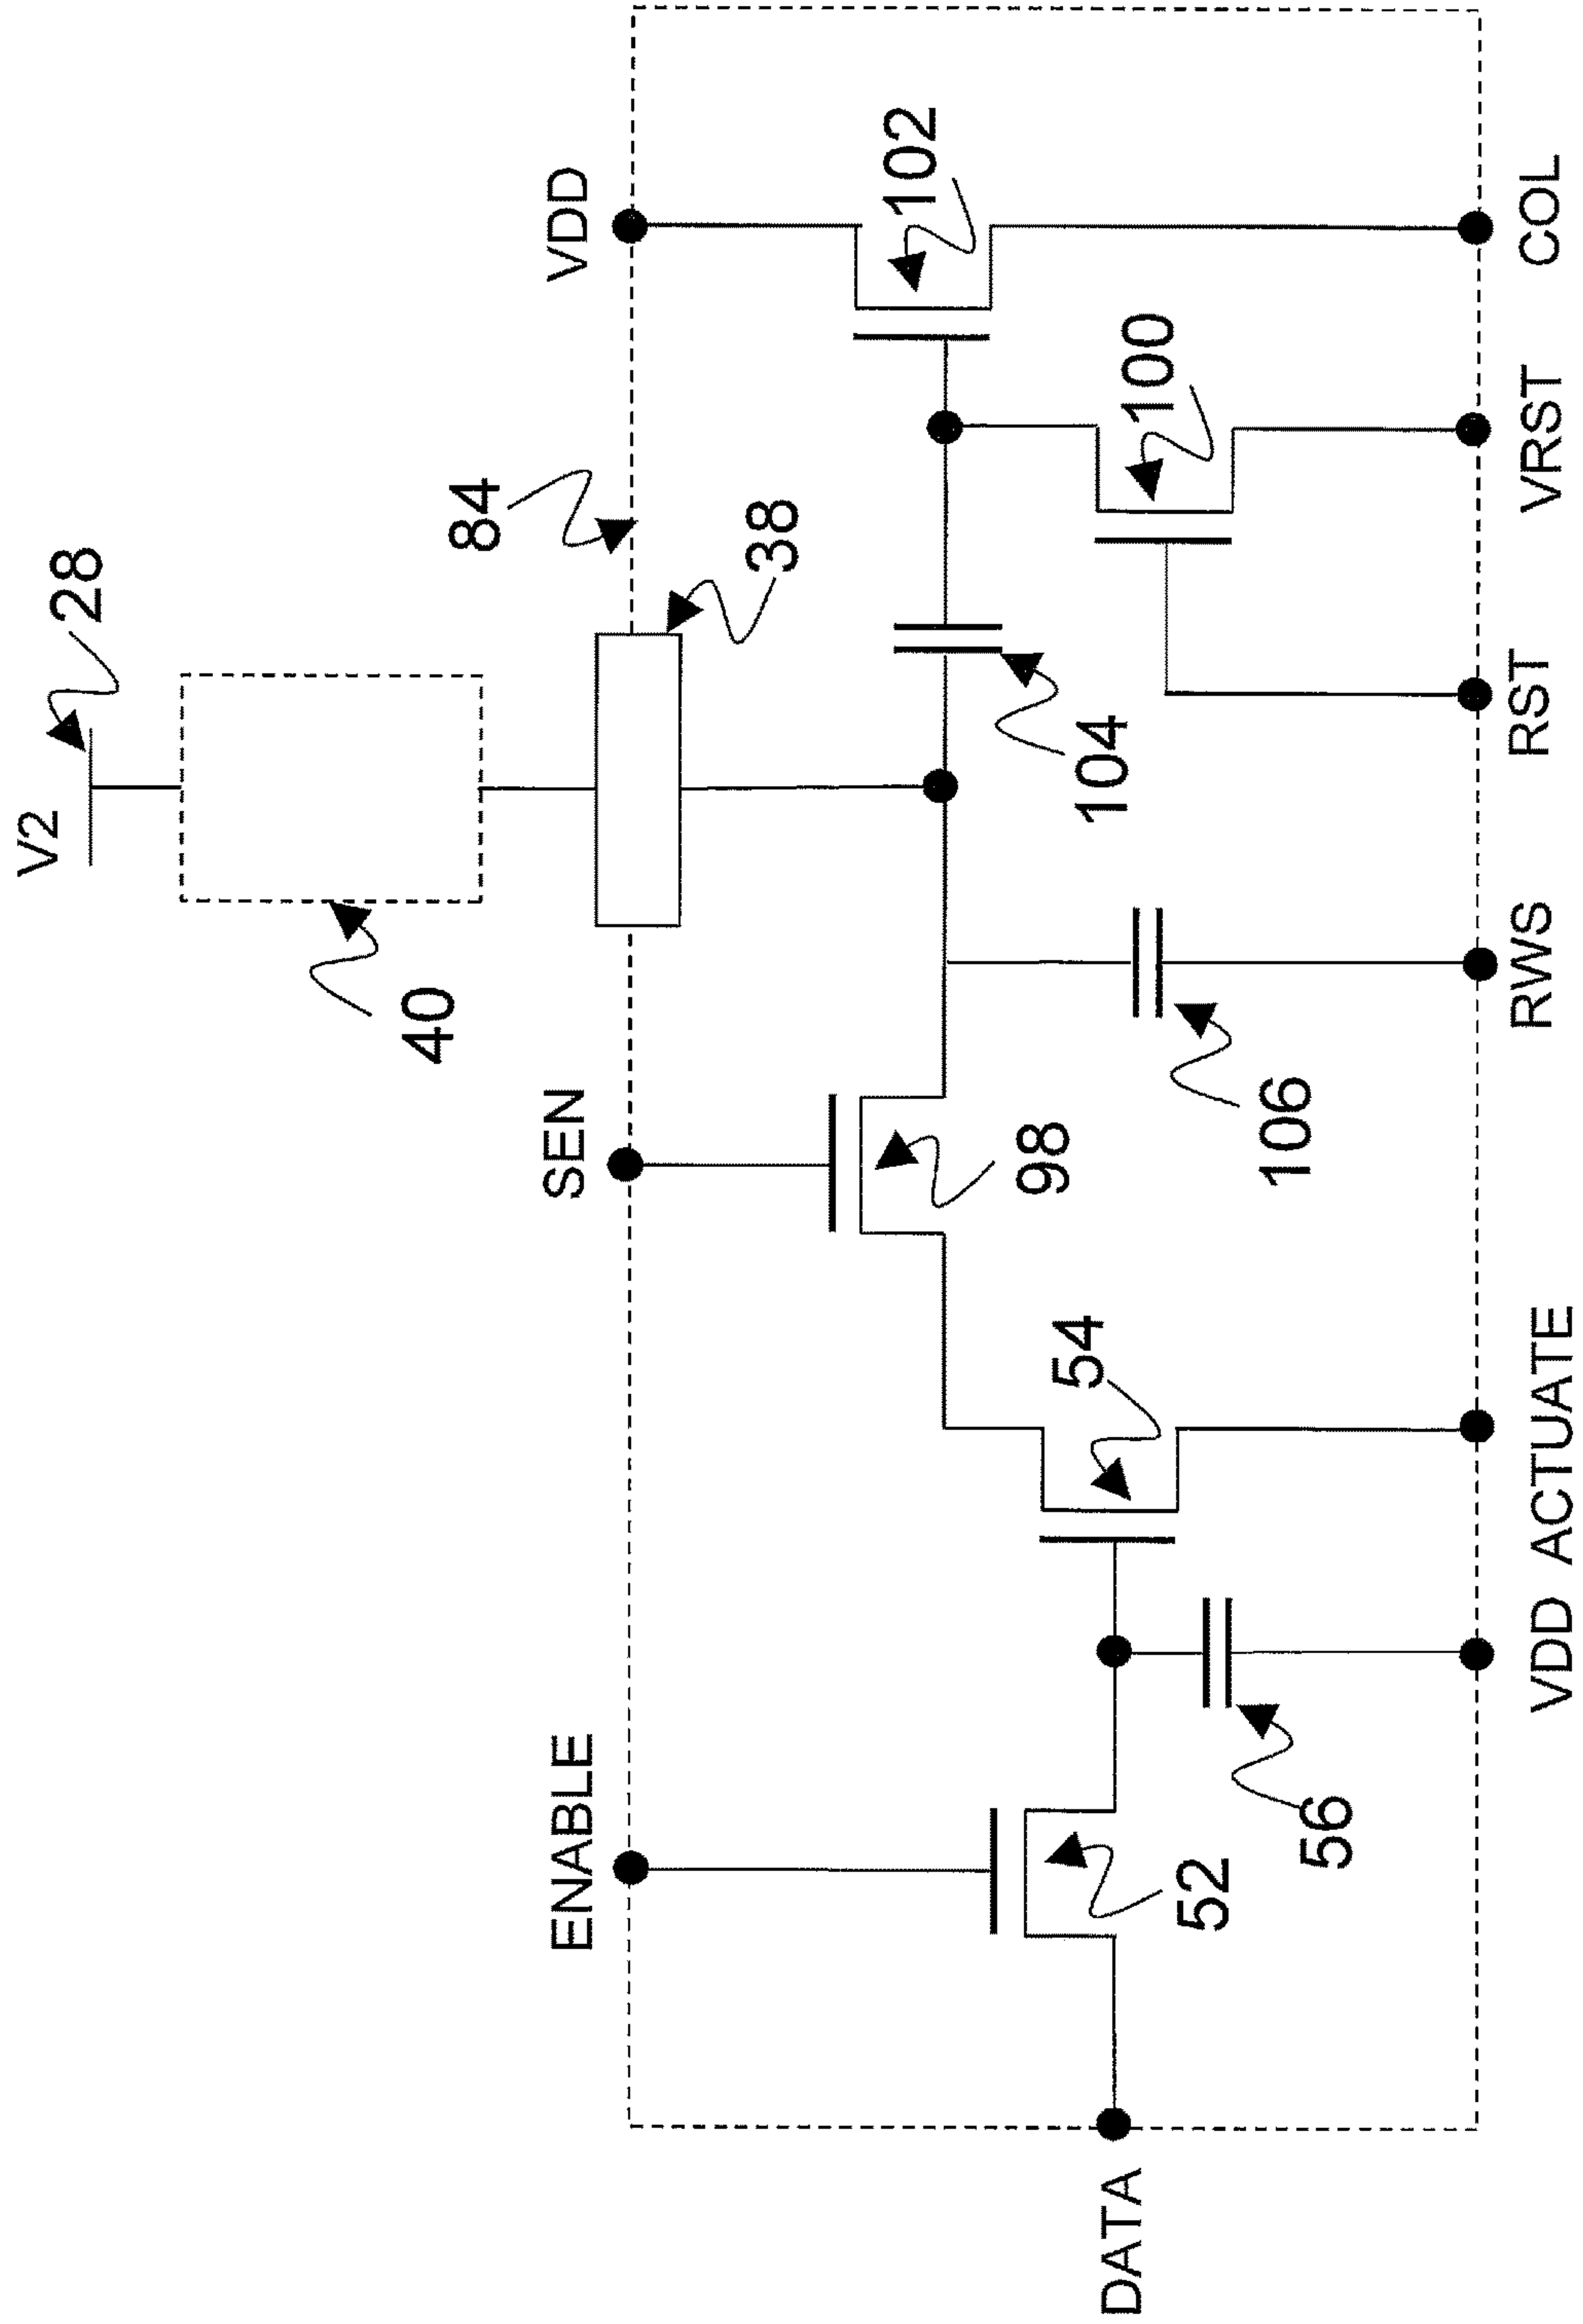 V2
28
40
84
38
ENABLE
SEN
VDD
102
104
100
98
106
54
52
56
DATA
VDD
ACTUATE
RWS
RST
VRST
COL